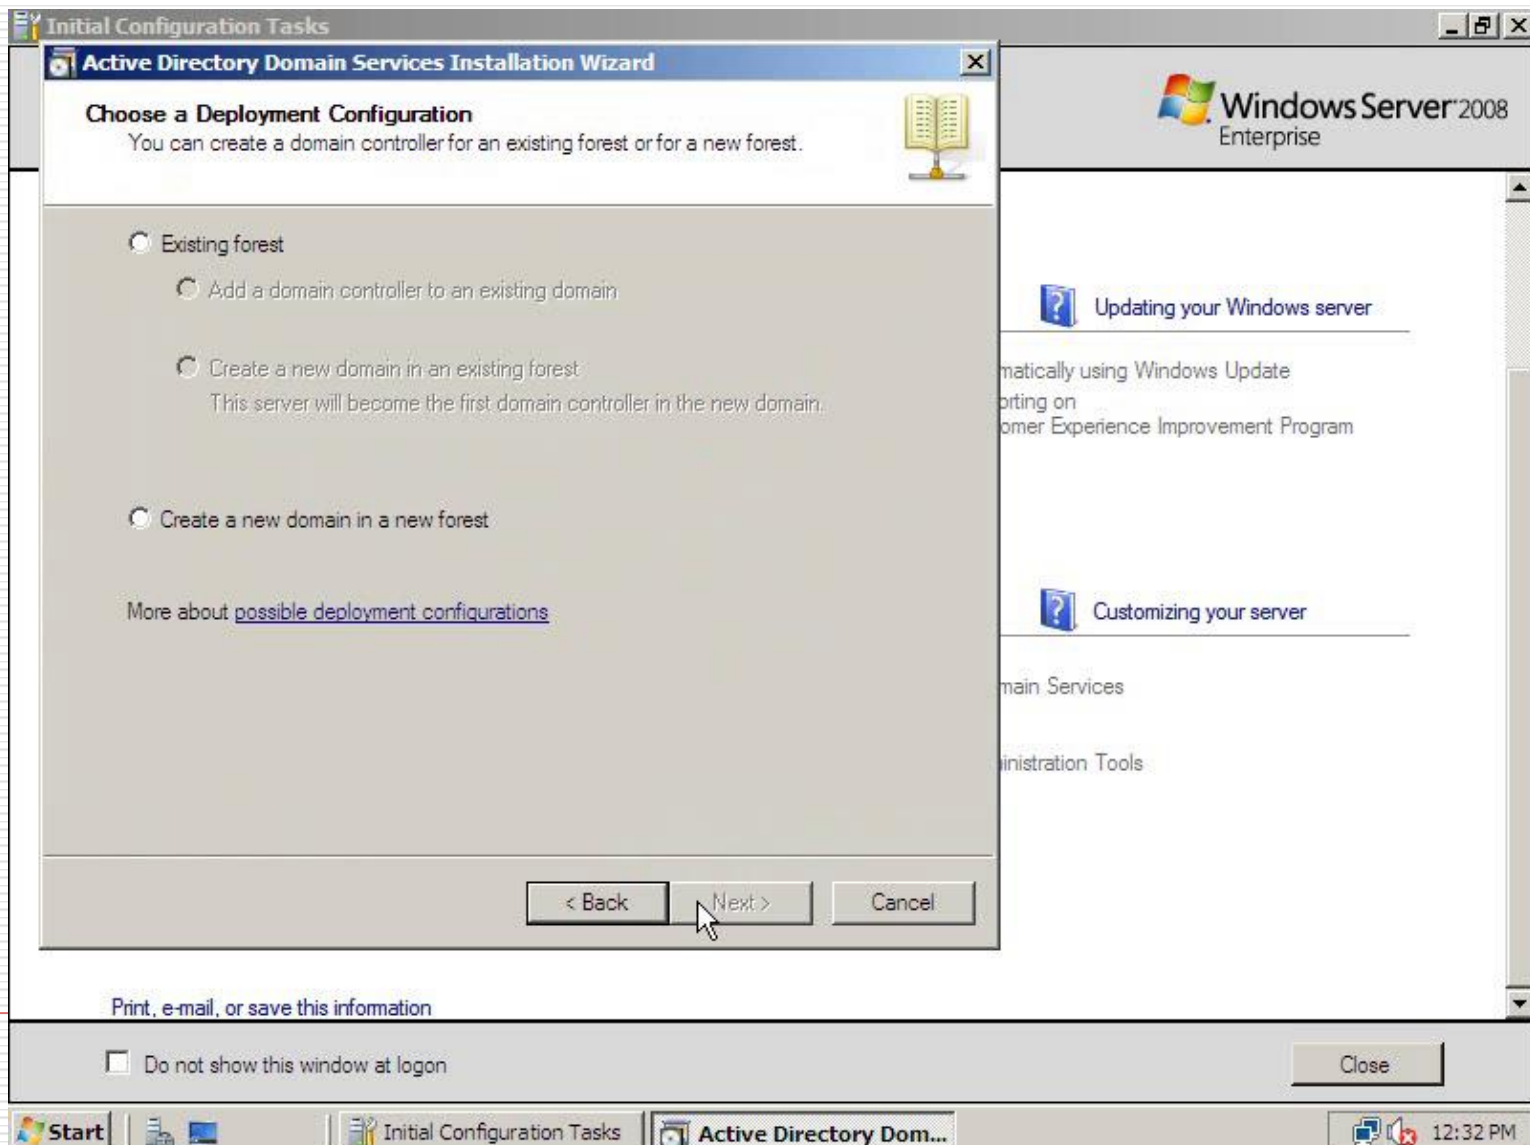 Initial Configuration Tasks
Active Directory Domain Services Installation Wizard
Choose a Deployment Configuration
You can create a domain controller for an existing forest or for a new forest.
Windows Server 2008
Enterprise
Existing forest
Add a domain controller to an existing domain
Create a new domain in an existing forest
This server will become the first domain controller in the new domain.
Create a new domain in a new forest
More about possible deployment configurations
< Back
Next >
Cancel
Updating your Windows server
matically using Windows Update
orting on
omer Experience Improvement Program
Customizing your server
main Services
inistration Tools
Print, e-mail, or save this information
Do not show this window at logon
Close
Start
Initial Configuration Tasks
Active Directory Dom...
12:32 PM